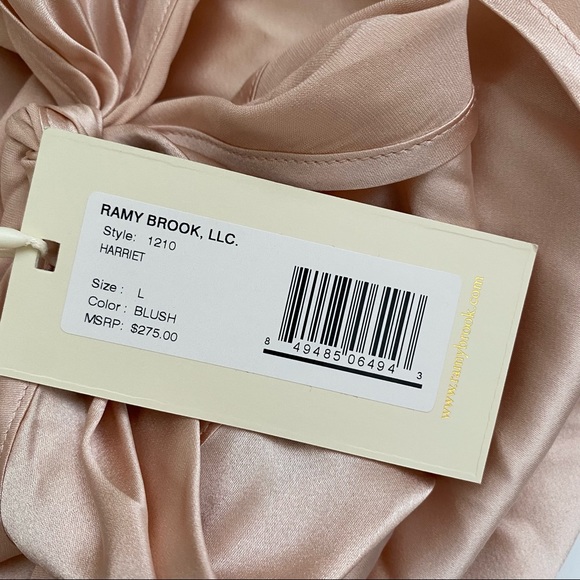 RAMY BROOK, LLC.
Style: 1210
HARRIET
Size: L
Color: BLUSH
MSRP: $275.00
8 49485 06494 3
www.ramybrook.com